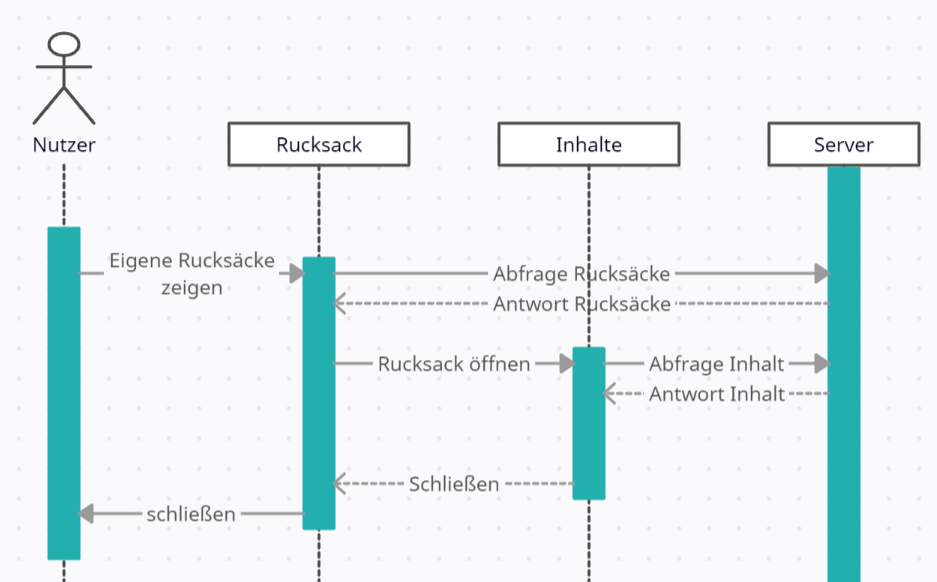 Nutzer
Rucksack
Inhalte
Server
Eigene Rucksäcke
zeigen
Abfrage Rucksäcke
Antwort Rucksäcke
Rucksack öffnen
Abfrage Inhalt
Antwort Inhalt
Schließen
schließen